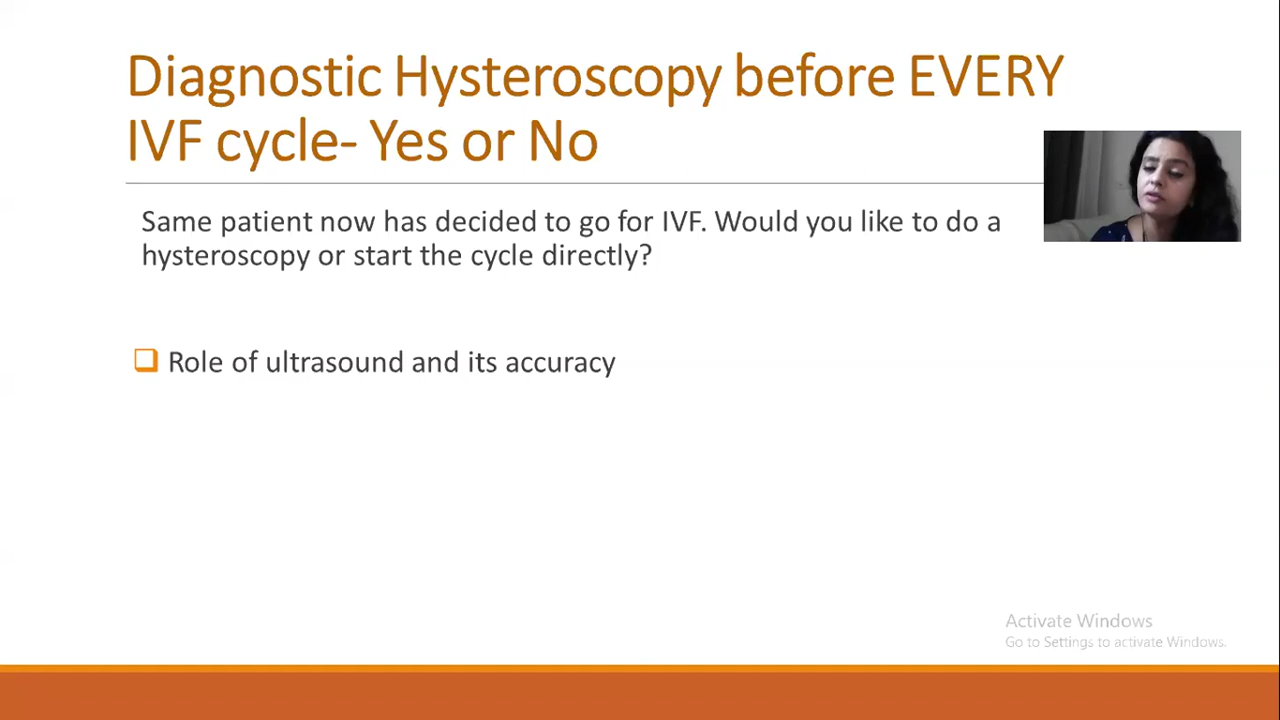 Diagnostic Hysteroscopy before EVERY
IVF cycle- Yes or No
Same patient now has decided to go for IVF. Would you like to do a
hysteroscopy or start the cycle directly?
Role of ultrasound and its accuracy
Activate Windows
Go to Settings to activate Windows.